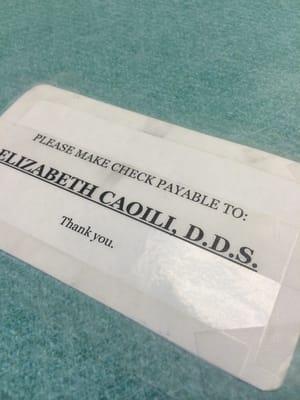 PLEASE MAKE CHECK PAYABLE TO:
ELIZABETH CAOILI, D.D.S.
Thank you.